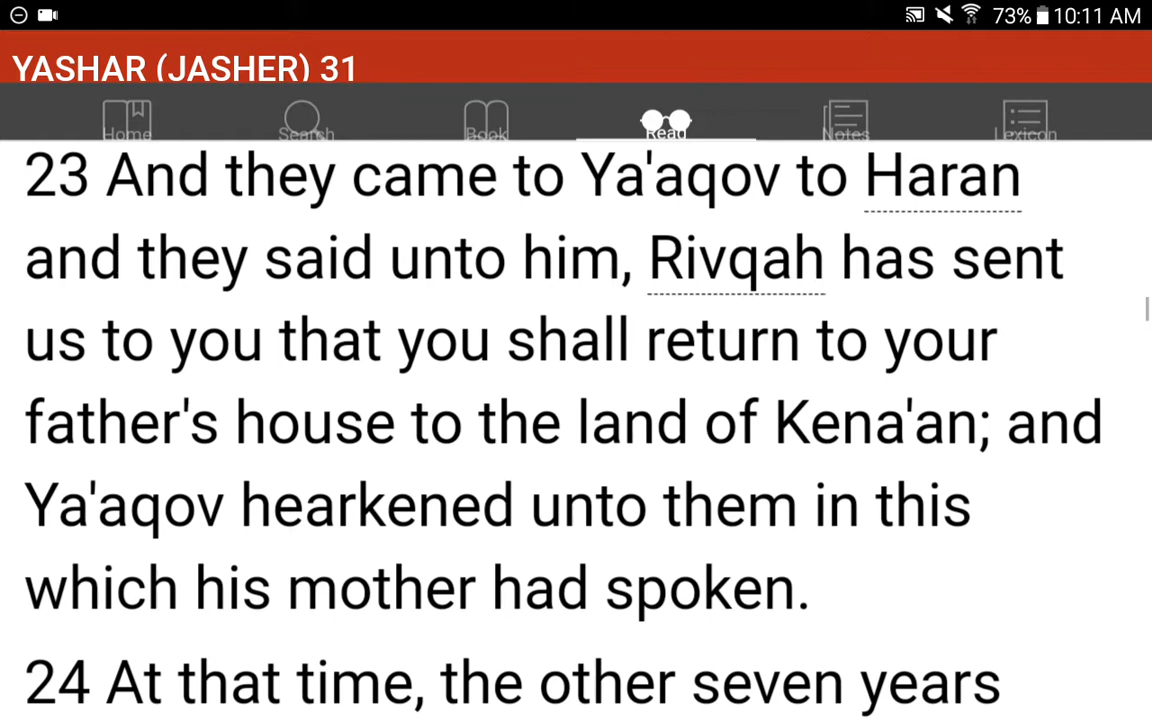 73% 10:11 AM
YASHAR (JASHER) 31
Home Search Book Read Notes Lexicon
23 And they came to Ya'aqov to Haran
and they said unto him, Rivqah has sent
us to you that you shall return to your
father's house to the land of Kena'an; and
Ya'aqov hearkened unto them in this
which his mother had spoken.
24 At that time, the other seven years